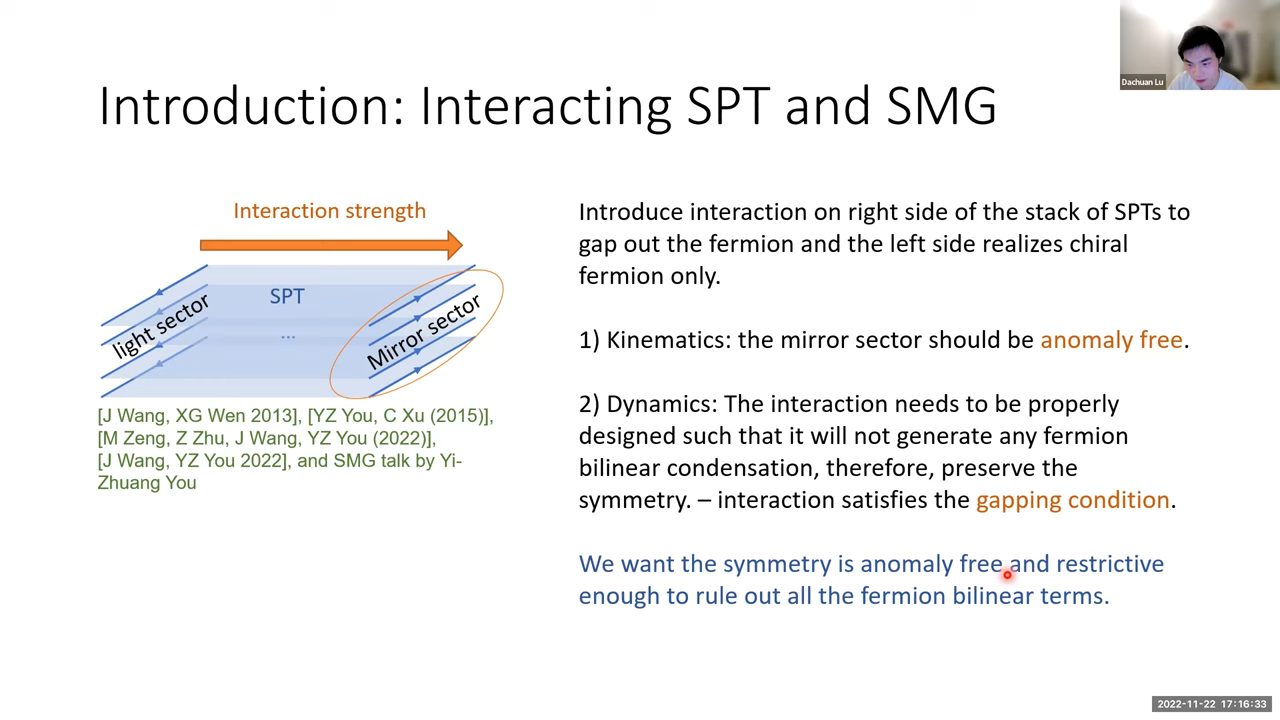 Dachuan Lu
Introduction: Interacting SPT and SMG
Interaction strength
SPT
...
light sector
Mirror sector
[J Wang, XG Wen 2013], [YZ You, C Xu (2015)],
[M Zeng, Z Zhu, J Wang, YZ You (2022)],
[J Wang, YZ You 2022], and SMG talk by Yi-
Zhuang You
Introduce interaction on right side of the stack of SPTs to
gap out the fermion and the left side realizes chiral
fermion only.
1) Kinematics: the mirror sector should be anomaly free.
2) Dynamics: The interaction needs to be properly
designed such that it will not generate any fermion
bilinear condensation, therefore, preserve the
symmetry. – interaction satisfies the gapping condition.
We want the symmetry is anomaly free and restrictive
enough to rule out all the fermion bilinear terms.
2022-11-22 17:16:33